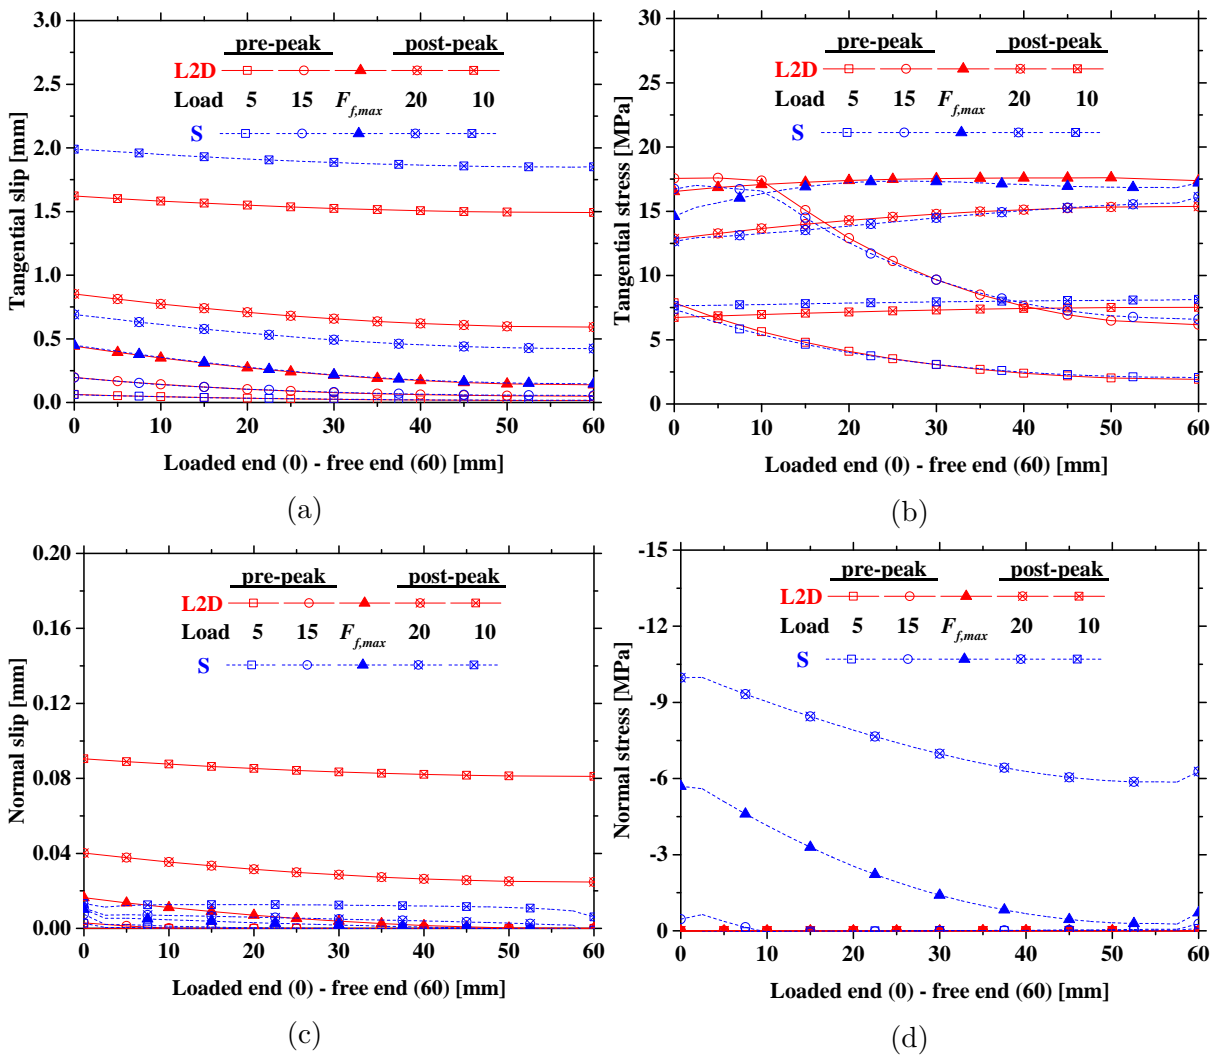 3.0
2.5
2.0
1.5
1.0
0.5
0.0
Tangential slip [mm]
pre-peak post-peak
L2D
Load 5 15 Ff,max 20 10
S
0 10 20 30 40 50 60
Loaded end (0) - free end (60) [mm]
(a)
30
25
20
15
10
5
0
Tangential stress [MPa]
pre-peak post-peak
L2D
Load 5 15 Ff,max 20 10
S
0 10 20 30 40 50 60
Loaded end (0) - free end (60) [mm]
(b)
0.20
0.16
0.12
0.08
0.04
0.00
Normal slip [mm]
pre-peak post-peak
L2D
Load 5 15 Ff,max 20 10
S
0 10 20 30 40 50 60
Loaded end (0) - free end (60) [mm]
(c)
-15
-12
-9
-6
-3
0
Normal stress [MPa]
pre-peak post-peak
L2D
Load 5 15 Ff,max 20 10
S
0 10 20 30 40 50 60
Loaded end (0) - free end (60) [mm]
(d)